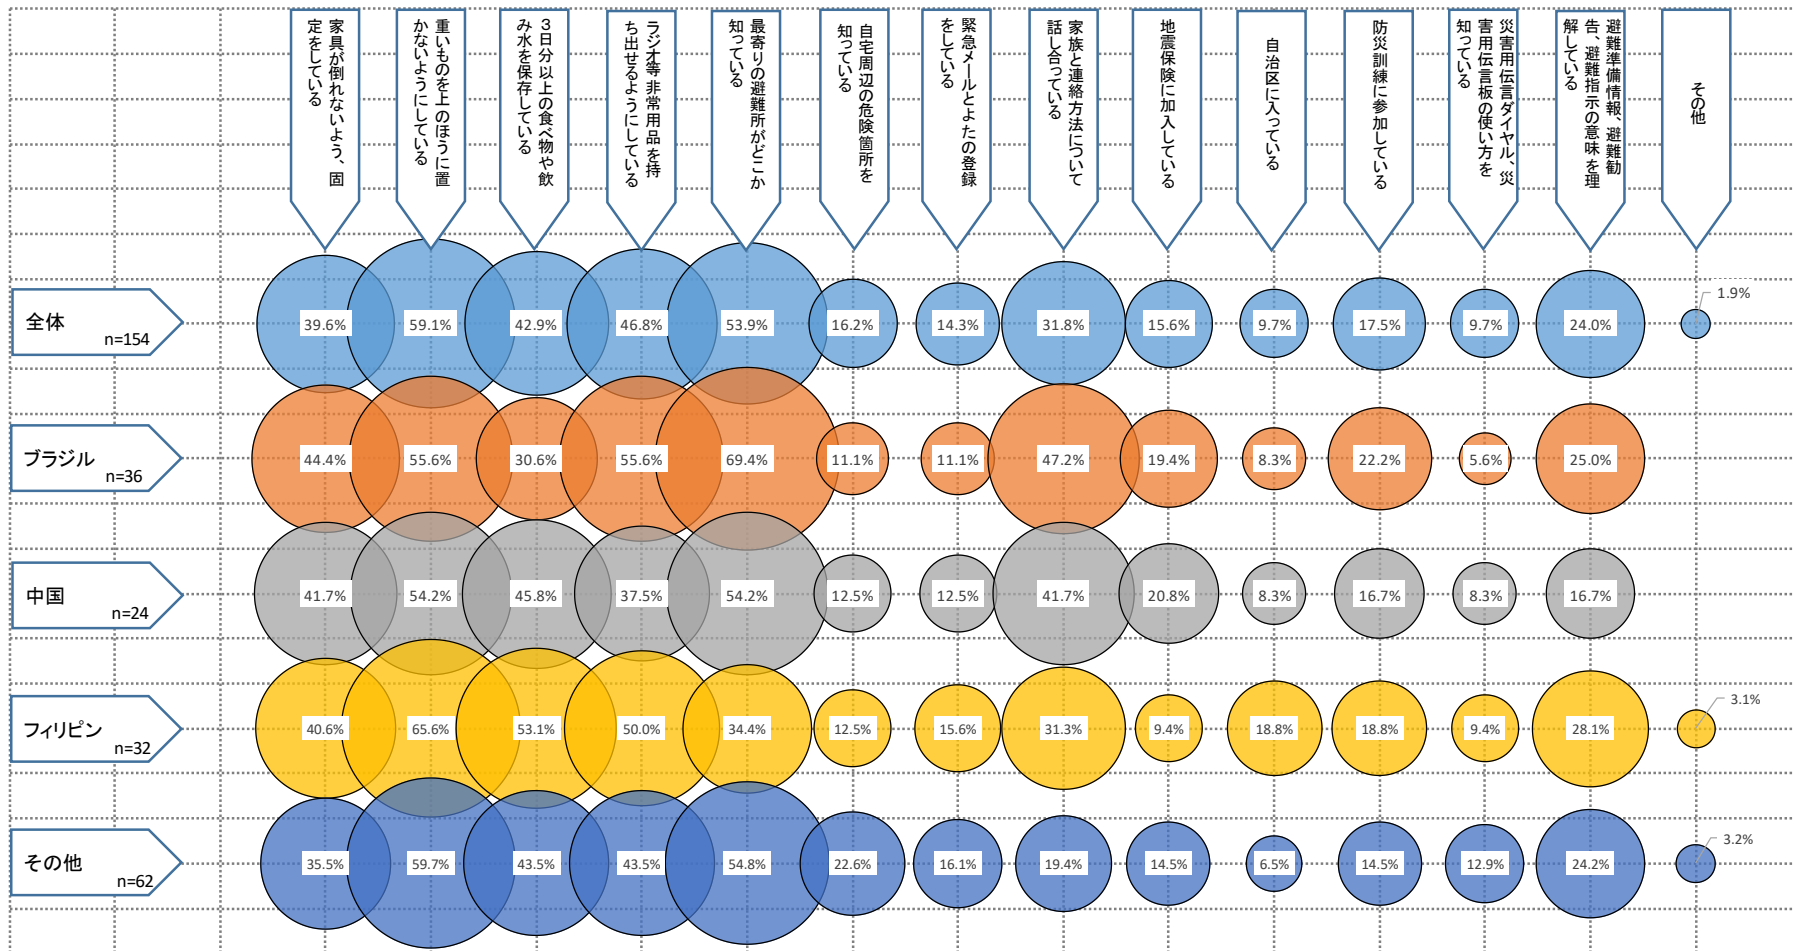 家具が倒れないよう、固
定をしている
重いものを上のほうに置
かないようにしている
３日分以上の食べ物や飲
み水を保存している
ラジオ等非常用品を持
ち出せるようにしている
最寄りの避難所がどこか
知っている
自宅周辺の危険箇所を
知っている
緊急メールとよたの登録
をしている
家族と連絡方法について
話し合っている
地震保険に加入している
自治区に入っている
防災訓練に参加している
災害用伝言ダイヤル、災
害用伝言板の使い方を
知っている
避難準備情報、避難勧
告、避難指示の意味を理
解している
その他
全体
n=154
39.6% 59.1% 42.9% 46.8% 53.9% 16.2% 14.3% 31.8% 15.6% 9.7% 17.5% 9.7% 24.0% 1.9%
ブラジル
n=36
44.4% 55.6% 30.6% 55.6% 69.4% 11.1% 11.1% 47.2% 19.4% 8.3% 22.2% 5.6% 25.0%
中国
n=24
41.7% 54.2% 45.8% 37.5% 54.2% 12.5% 12.5% 41.7% 20.8% 8.3% 16.7% 8.3% 16.7%
フィリピン
n=32
40.6% 65.6% 53.1% 50.0% 34.4% 12.5% 15.6% 31.3% 9.4% 18.8% 18.8% 9.4% 28.1% 3.1%
その他
n=62
35.5% 59.7% 43.5% 43.5% 54.8% 22.6% 16.1% 19.4% 14.5% 6.5% 14.5% 12.9% 24.2% 3.2%